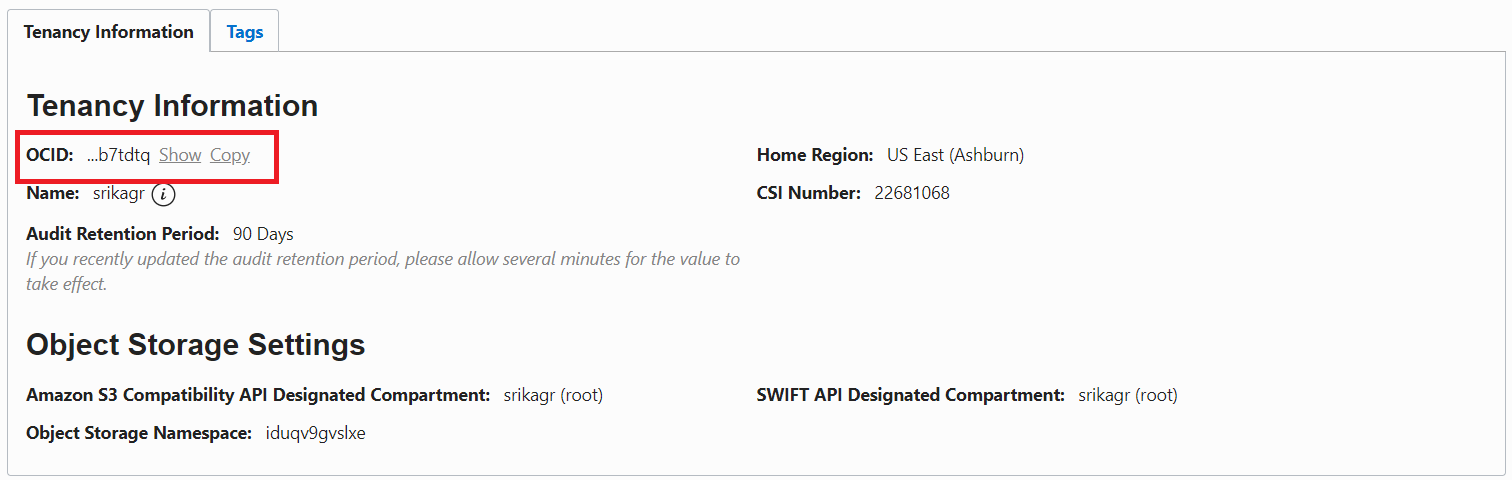 Tenancy Information
Tags
Tenancy Information
OCID: ...b7tdtq Show Copy
Home Region: US East (Ashburn)
Name: srikagr i
CSI Number: 22681068
Audit Retention Period: 90 Days
If you recently updated the audit retention period, please allow several minutes for the value to
take effect.
Object Storage Settings
Amazon S3 Compatibility API Designated Compartment: srikagr (root)
SWIFT API Designated Compartment: srikagr (root)
Object Storage Namespace: iduqv9gvslxe